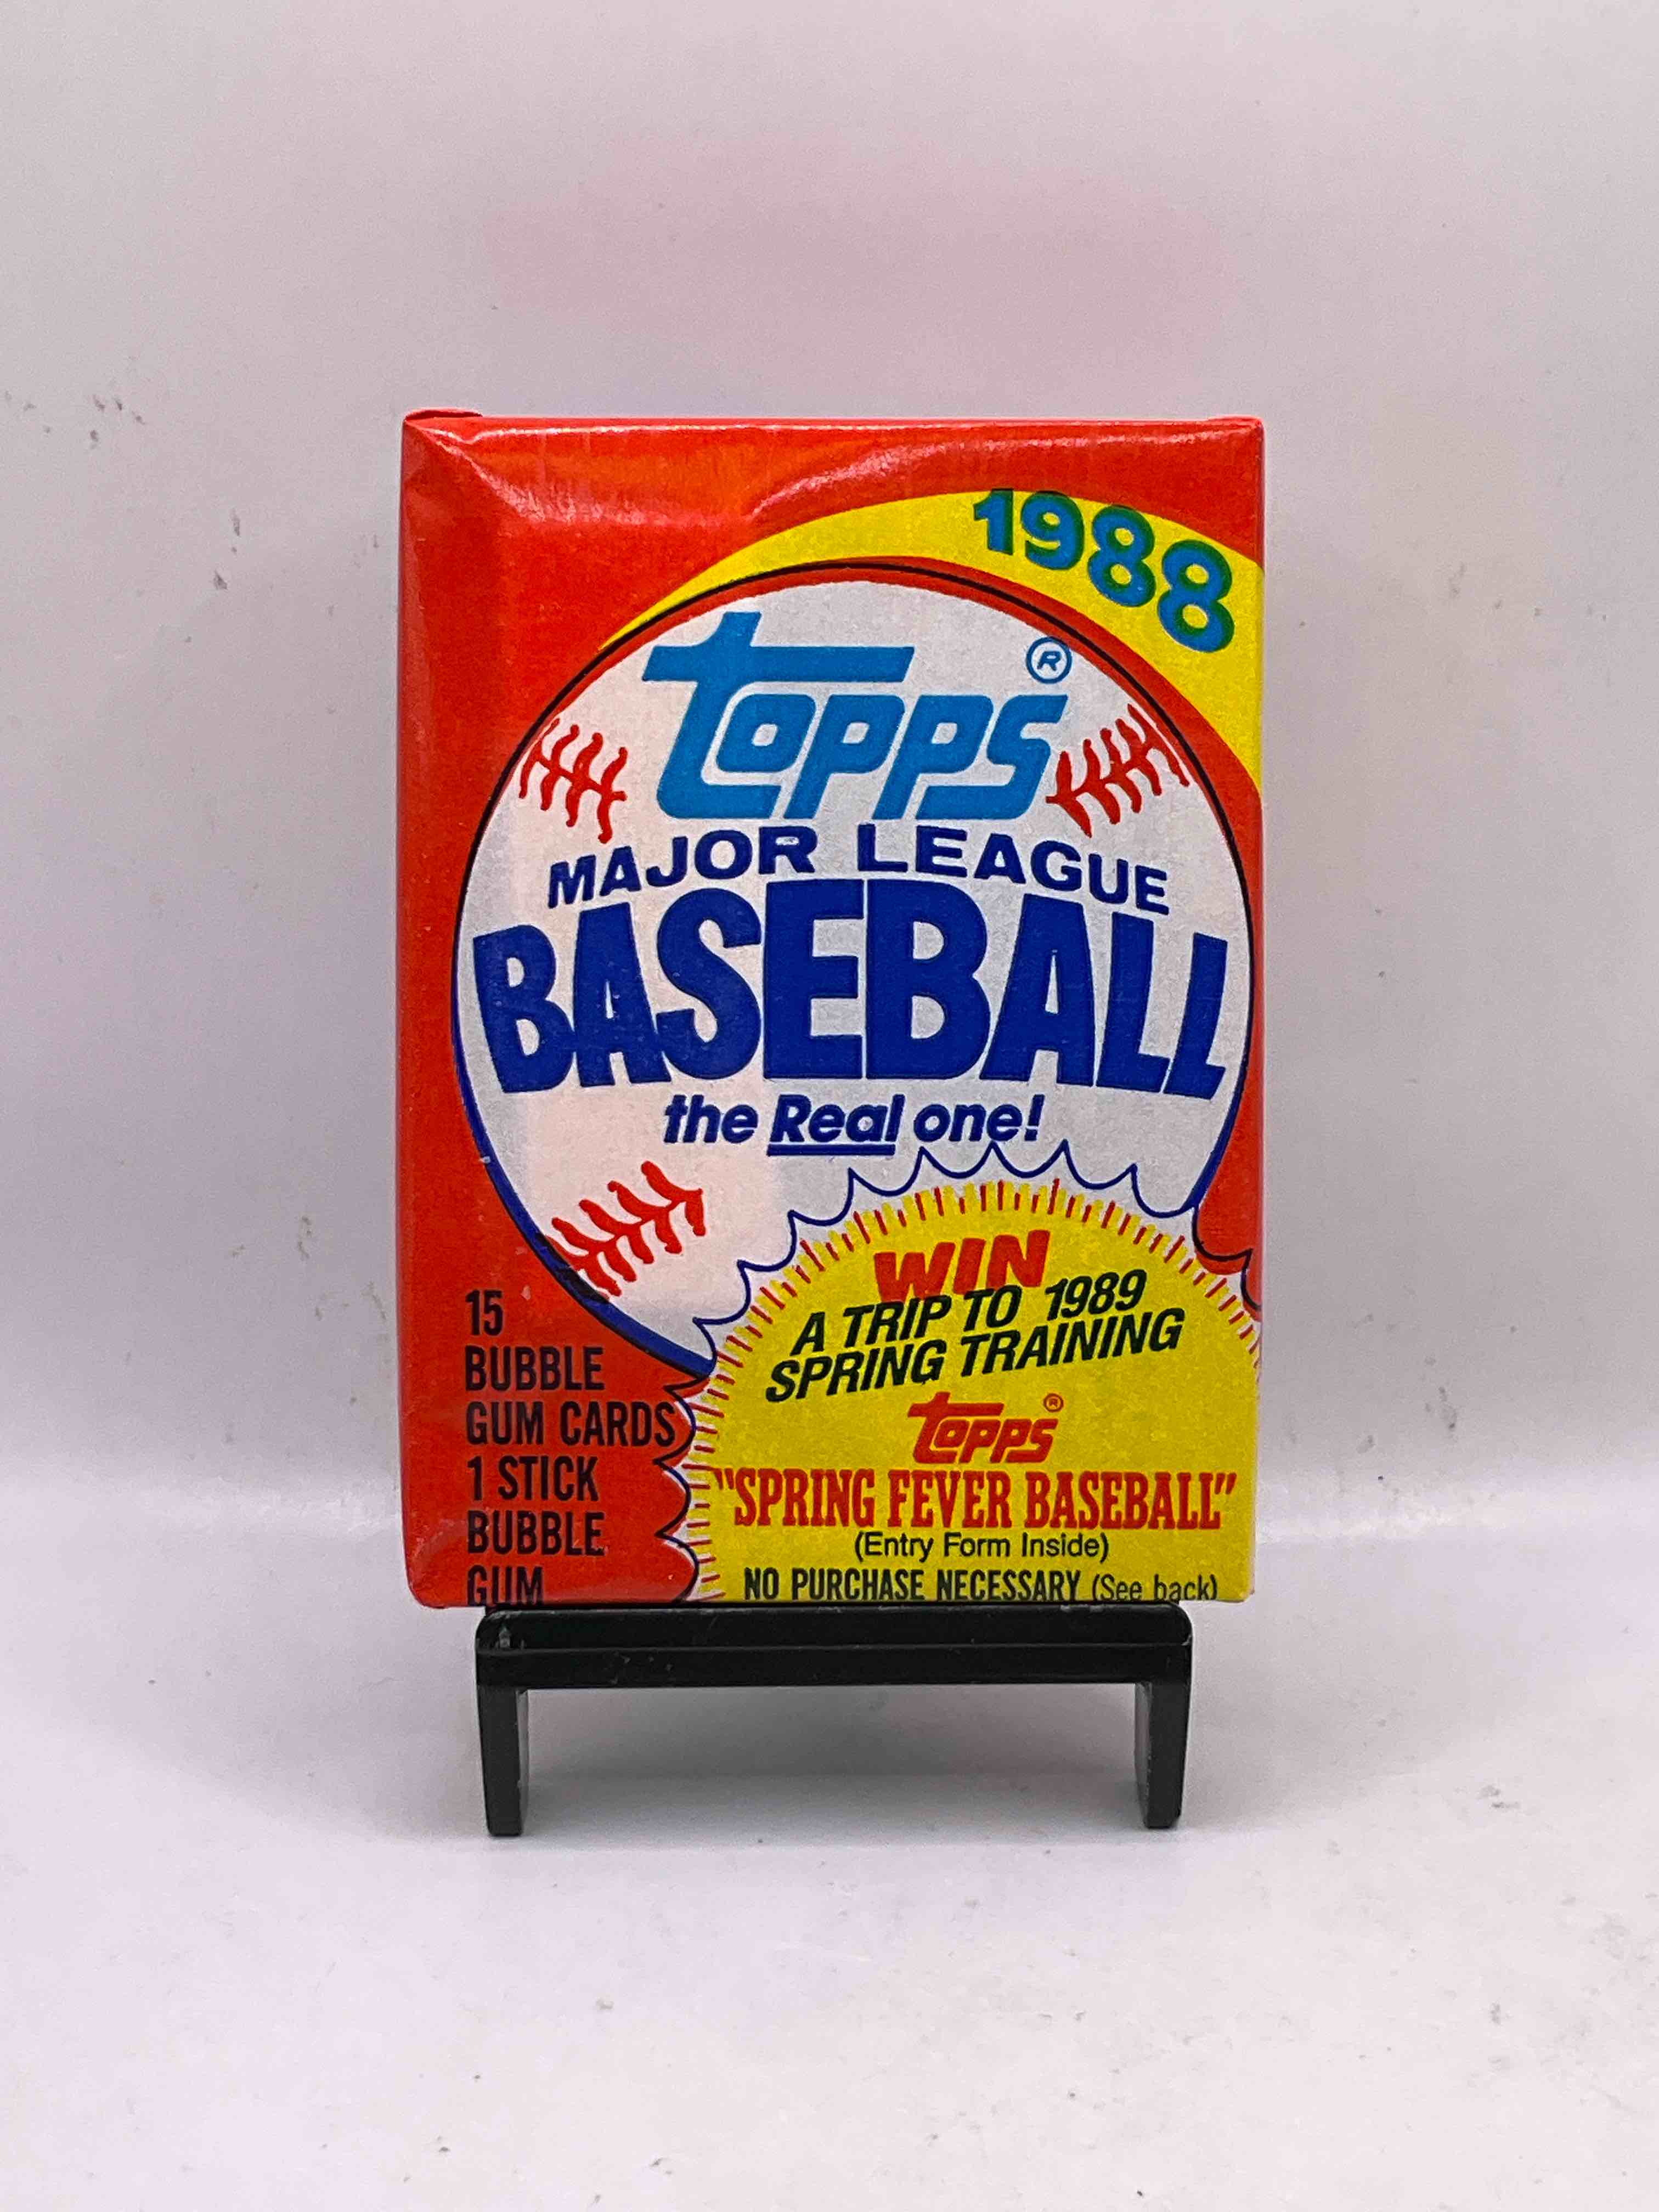 1988
Topps®
MAJOR LEAGUE
BASEBALL
the Real one!
15
BUBBLE
GUM CARDS
1 STICK
BUBBLE
GUM
WIN
A TRIP TO 1989
SPRING TRAINING
Topps®
"SPRING FEVER BASEBALL"
(Entry Form Inside)
NO PURCHASE NECESSARY (See back)